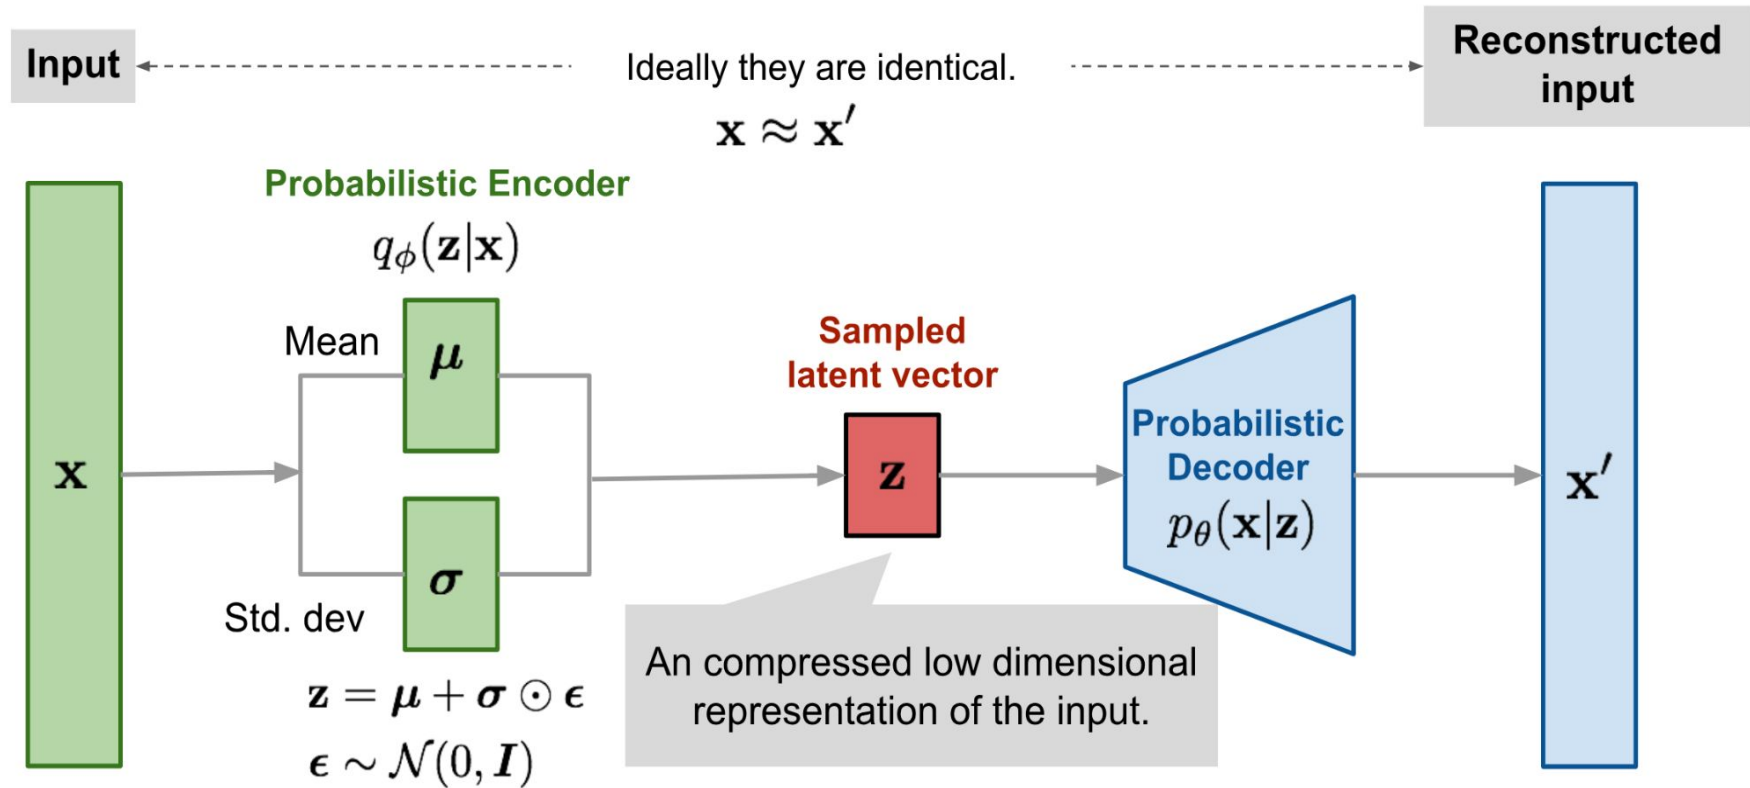 Input
Ideally they are identical.
x ≈ x′
Reconstructed
input
Probabilistic Encoder
qϕ(z|x)
Mean
μ
Std. dev
σ
z = μ + σ ⊙ ϵ
ϵ ∼ 𝒩(0, I)
x
Sampled
latent vector
z
An compressed low dimensional
representation of the input.
Probabilistic
Decoder
pθ(x|z)
x′